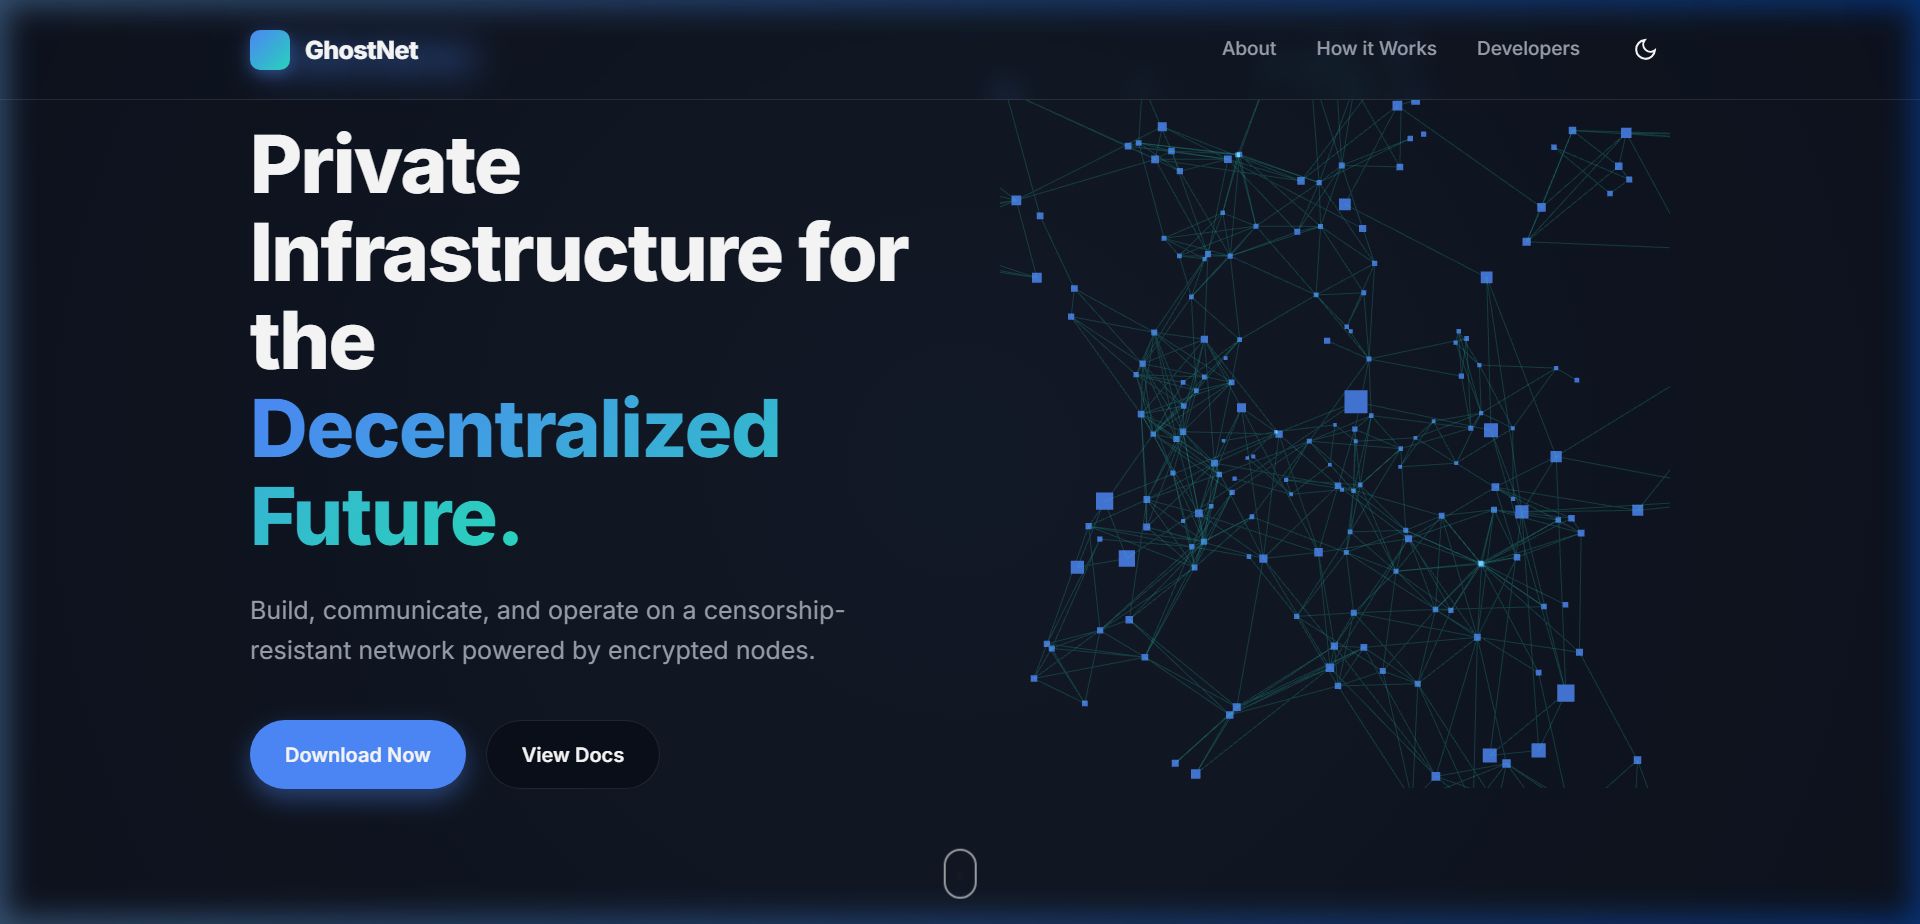 GhostNet
About
How it Works
Developers
Private
Infrastructure for
the
Decentralized
Future.
Build, communicate, and operate on a censorship-
resistant network powered by encrypted nodes.
Download Now
View Docs